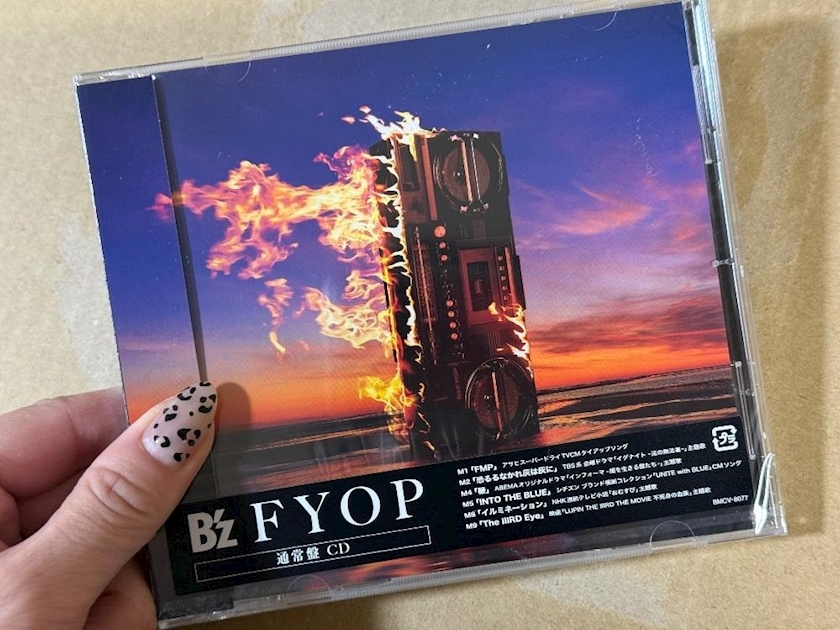 M1「FMP」 アサヒスーパードライTVCMタイアップソング
M2「恐るるなかれ灰は灰に」 TBS系 金曜ドラマ「イグナイト -法の無法者-」主題歌
M4「鞭」 ABEMAオリジナルドラマ「インフォーマ -闇を生きる獣たち-」主題歌
M5「INTO THE BLUE」 シチズン ブランド横断コレクション「UNITE with BLUE」CMソング
M8「イルミネーション」 NHK連続テレビ小説「おむすび」主題歌
M9「The IIIRD Eye」 映画「LUPIN THE IIIRD THE MOVIE 不死身の血族」主題歌
BMCV-8077
B'z FYOP
通常盤 CD